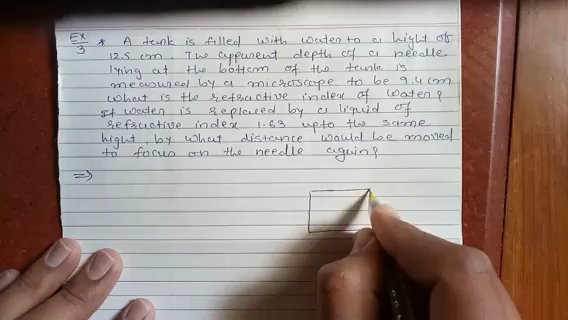 Ex 3 * A tank is filled with water to a hight of
12.5 cm. The apparent depth of a needle
lying at the bottom of the tank is
measured by a microscope to be 9.4 cm
what is the refractive index of water?
If water is replaced by a liquid of
refractive index 1.63 upto the same
hight, by what distance would be moved
to focus on the needle again?
⇒